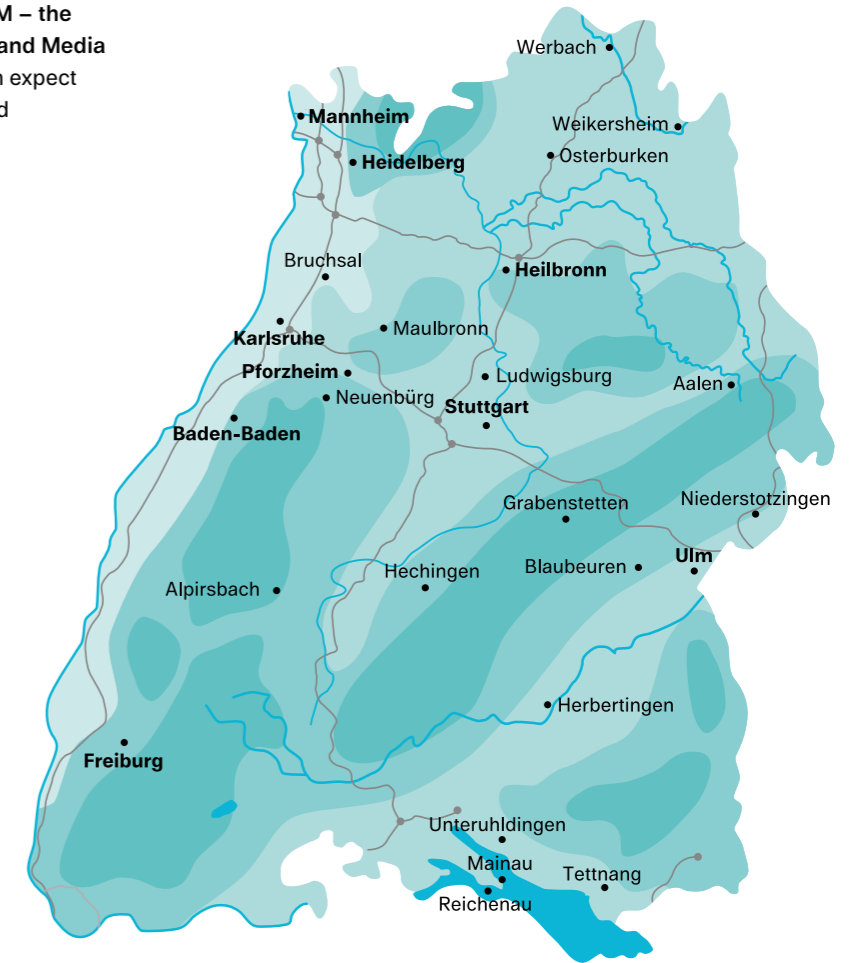 M – the
and Media
n expect
d
Werbach
Mannheim
Weikersheim
Heidelberg
Osterburken
Bruchsal
Heilbronn
Maulbronn
Karlsruhe
Pforzheim
Ludwigsburg
Aalen
Neuenbürg
Stuttgart
Baden-Baden
Grabenstetten
Niederstotzingen
Ulm
Blaubeuren
Hechingen
Alpirsbach
Herbertingen
Freiburg
Unteruhldingen
Mainau
Tettnang
Reichenau